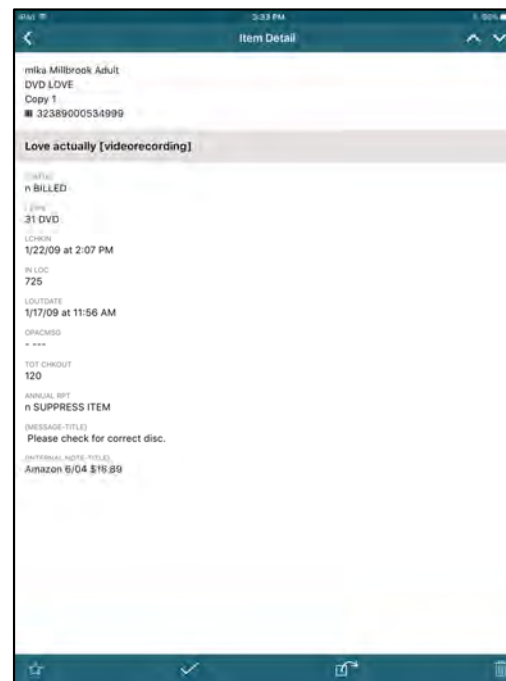 iPad
3:33 PM
Item Detail
mlka Millbrook Adult
DVD LOVE
Copy 1
32389000534999
Love actually [videorecording]
STATUS
n BILLED
I TYPE
31 DVD
LCHKIN
1/22/09 at 2:07 PM
IN LOC
725
LOUTDATE
1/17/09 at 11:56 AM
OPACMSG
- ---
TOT CHKOUT
120
ANNUAL RPT
n SUPPRESS ITEM
(MESSAGE-TITLE)
Please check for correct disc.
(INTERNAL NOTE-TITLE)
Amazon 6/04 $18.89